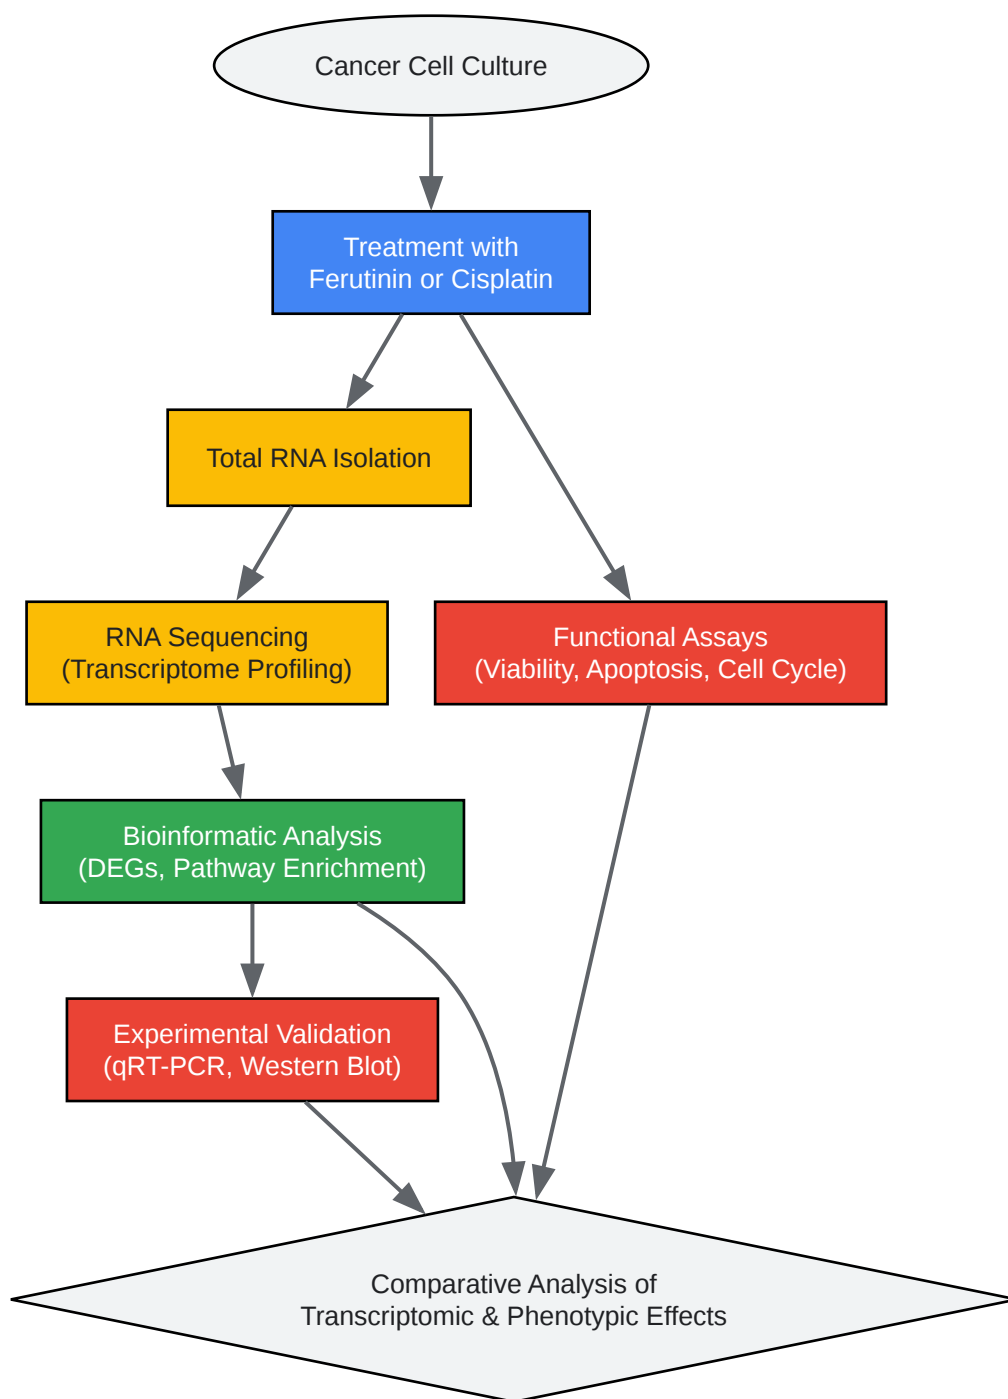 Cancer Cell Culture
Treatment with
Ferutinin or Cisplatin
Total RNA Isolation
RNA Sequencing
(Transcriptome Profiling)
Functional Assays
(Viability, Apoptosis, Cell Cycle)
Bioinformatic Analysis
(DEGs, Pathway Enrichment)
Experimental Validation
(qRT-PCR, Western Blot)
Comparative Analysis of
Transcriptomic & Phenotypic Effects